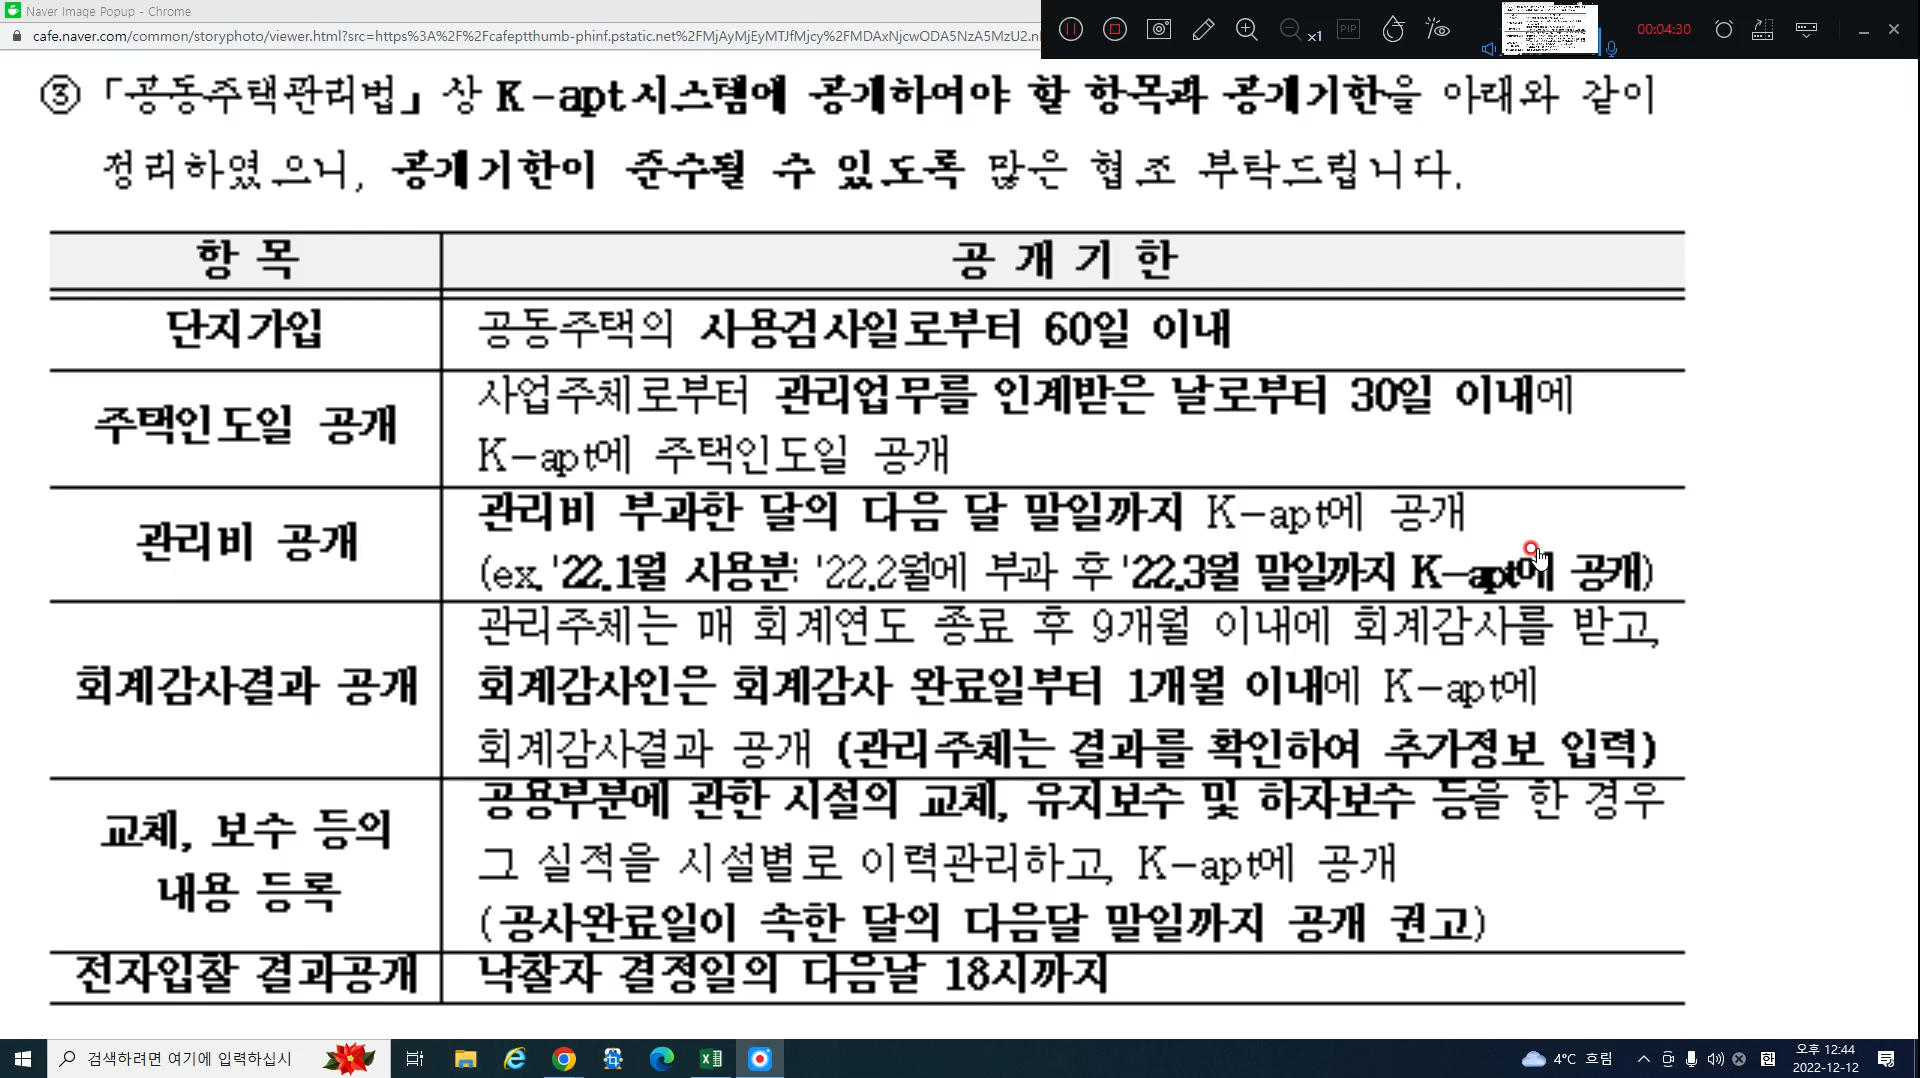 Naver Image Popup - Chrome
cafe.naver.com/common/storyphoto/viewer.html?src=https%3A%2F%2Fcafeptthumb-phinf.pstatic.net%2FMjAyMjEyMTJfMjcy%2FMDAxNjcwODA5NzA5MzU2.nl
x1
PIP
00:04:30
③ 「공동주택관리법」상 K-apt시스템에 공개하여야 할 항목과 공개기한을 아래와 같이
정리하였으니, 공개기한이 준수될 수 있도록 많은 협조 부탁드립니다.
항 목
공 개 기 한
단지가입
공동주택의 사용검사일로부터 60일 이내
주택인도일 공개
사업주체로부터 관리업무를 인계받은 날로부터 30일 이내에
K-apt에 주택인도일 공개
관리비 공개
관리비 부과한 달의 다음 달 말일까지 K-apt에 공개
(ex. '22.1월 사용분: '22.2월에 부과 후 '22.3월 말일까지 K-apt에 공개)
회계감사결과 공개
관리주체는 매 회계연도 종료 후 9개월 이내에 회계감사를 받고,
회계감사인은 회계감사 완료일부터 1개월 이내에 K-apt에
회계감사결과 공개 (관리주체는 결과를 확인하여 추가정보 입력)
교체, 보수 등의
내용 등록
공용부분에 관한 시설의 교체, 유지보수 및 하자보수 등을 한 경우
그 실적을 시설별로 이력관리하고, K-apt에 공개
(공사완료일이 속한 달의 다음달 말일까지 공개 권고)
전자입찰 결과공개
낙찰자 결정일의 다음날 18시까지
검색하려면 여기에 입력하십시
4°C 흐림
한
오후 12:44
2022-12-12